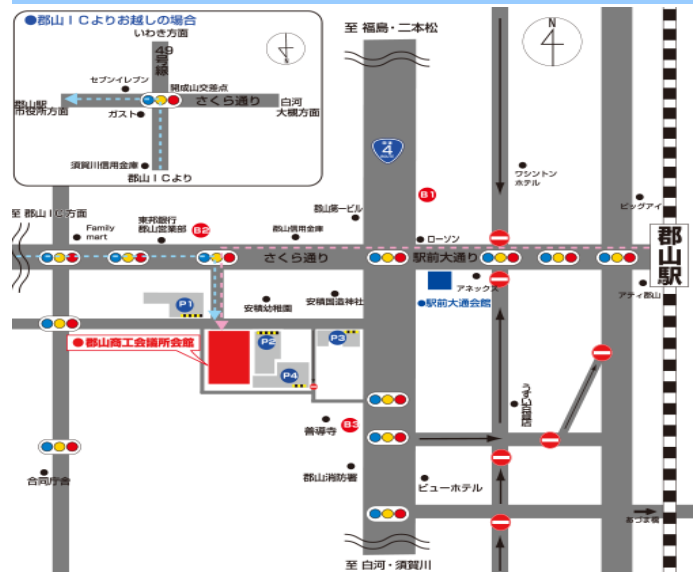 ●郡山ＩＣよりお越しの場合
いわき方面
49号線
セブンイレブン
開成山交差点
郡山駅
市役所方面
さくら通り
白河
大槻方面
ガスト
須賀川信用金庫
郡山ＩＣより
至 福島・二本松
4
4
B1
ワシントン
ホテル
ビッグアイ
至 郡山ＩＣ方面
Family
mart
東邦銀行
郡山営業部
B2
郡山信用金庫
郡山第一ビル
ローソン
郡山駅
さくら通り
駅前大通り
アネックス
●駅前大通会館
アティ郡山
P1
安積幼稚園
安積国造神社
●郡山商工会議所会館
P2
P3
P4
善導寺
B3
合同庁舎
郡山消防署
ビューホテル
至 白河・須賀川